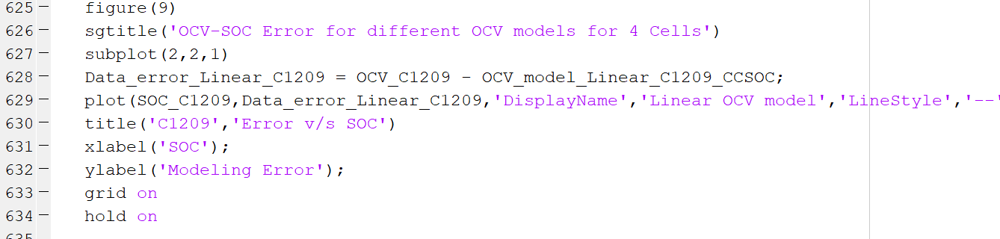 625 - figure(9)
626 - sgtitle('OCV-SOC Error for different OCV models for 4 Cells')
627 - subplot(2,2,1)
628 - Data_error_Linear_C1209 = OCV_C1209 - OCV_model_Linear_C1209_CCSOC;
629 - plot(SOC_C1209,Data_error_Linear_C1209,'DisplayName','Linear OCV model','LineStyle','--'
630 - title('C1209','Error v/s SOC')
631 - xlabel('SOC');
632 - ylabel('Modeling Error');
633 - grid on
634 - hold on
635